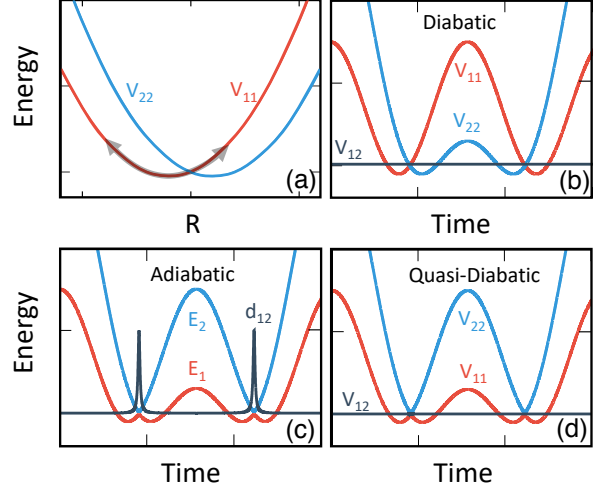 Energy
V22
V11
(a)
R
Diabatic
V11
V22
V12
(b)
Time
Energy
Adiabatic
E2
d12
E1
(c)
Time
Quasi-Diabatic
V22
V11
V12
(d)
Time